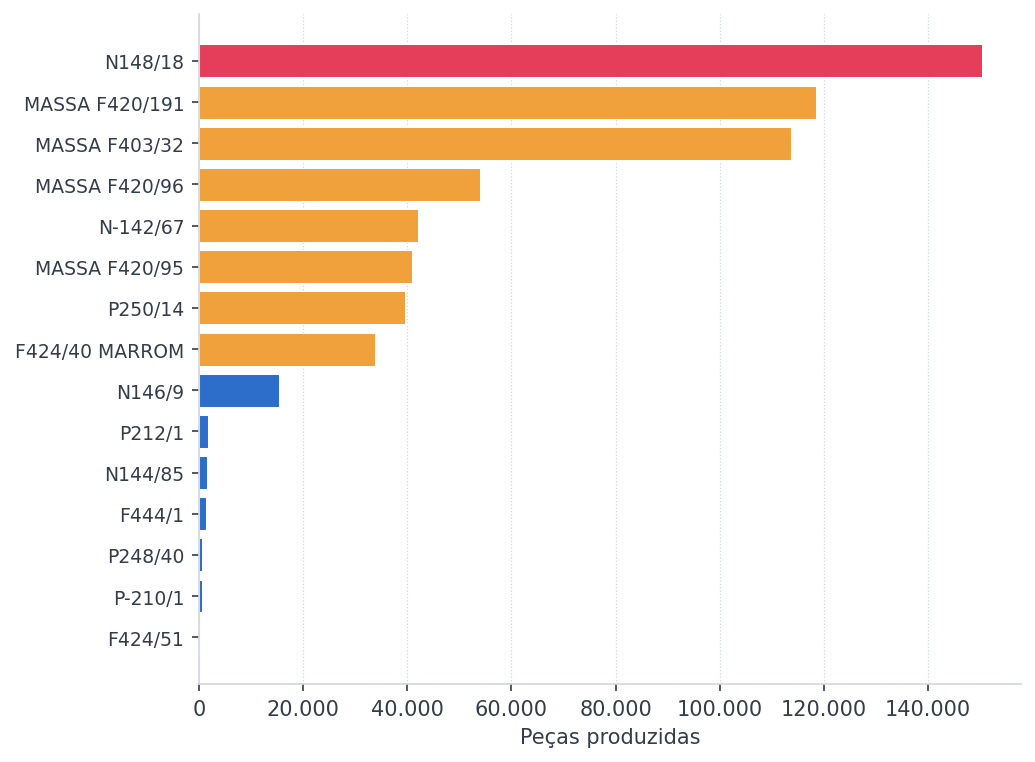 N148/18
MASSA F420/191
MASSA F403/32
MASSA F420/96
N-142/67
MASSA F420/95
P250/14
F424/40 MARROM
N146/9
P212/1
N144/85
F444/1
P248/40
P-210/1
F424/51
0 20.000 40.000 60.000 80.000 100.000 120.000 140.000
Peças produzidas